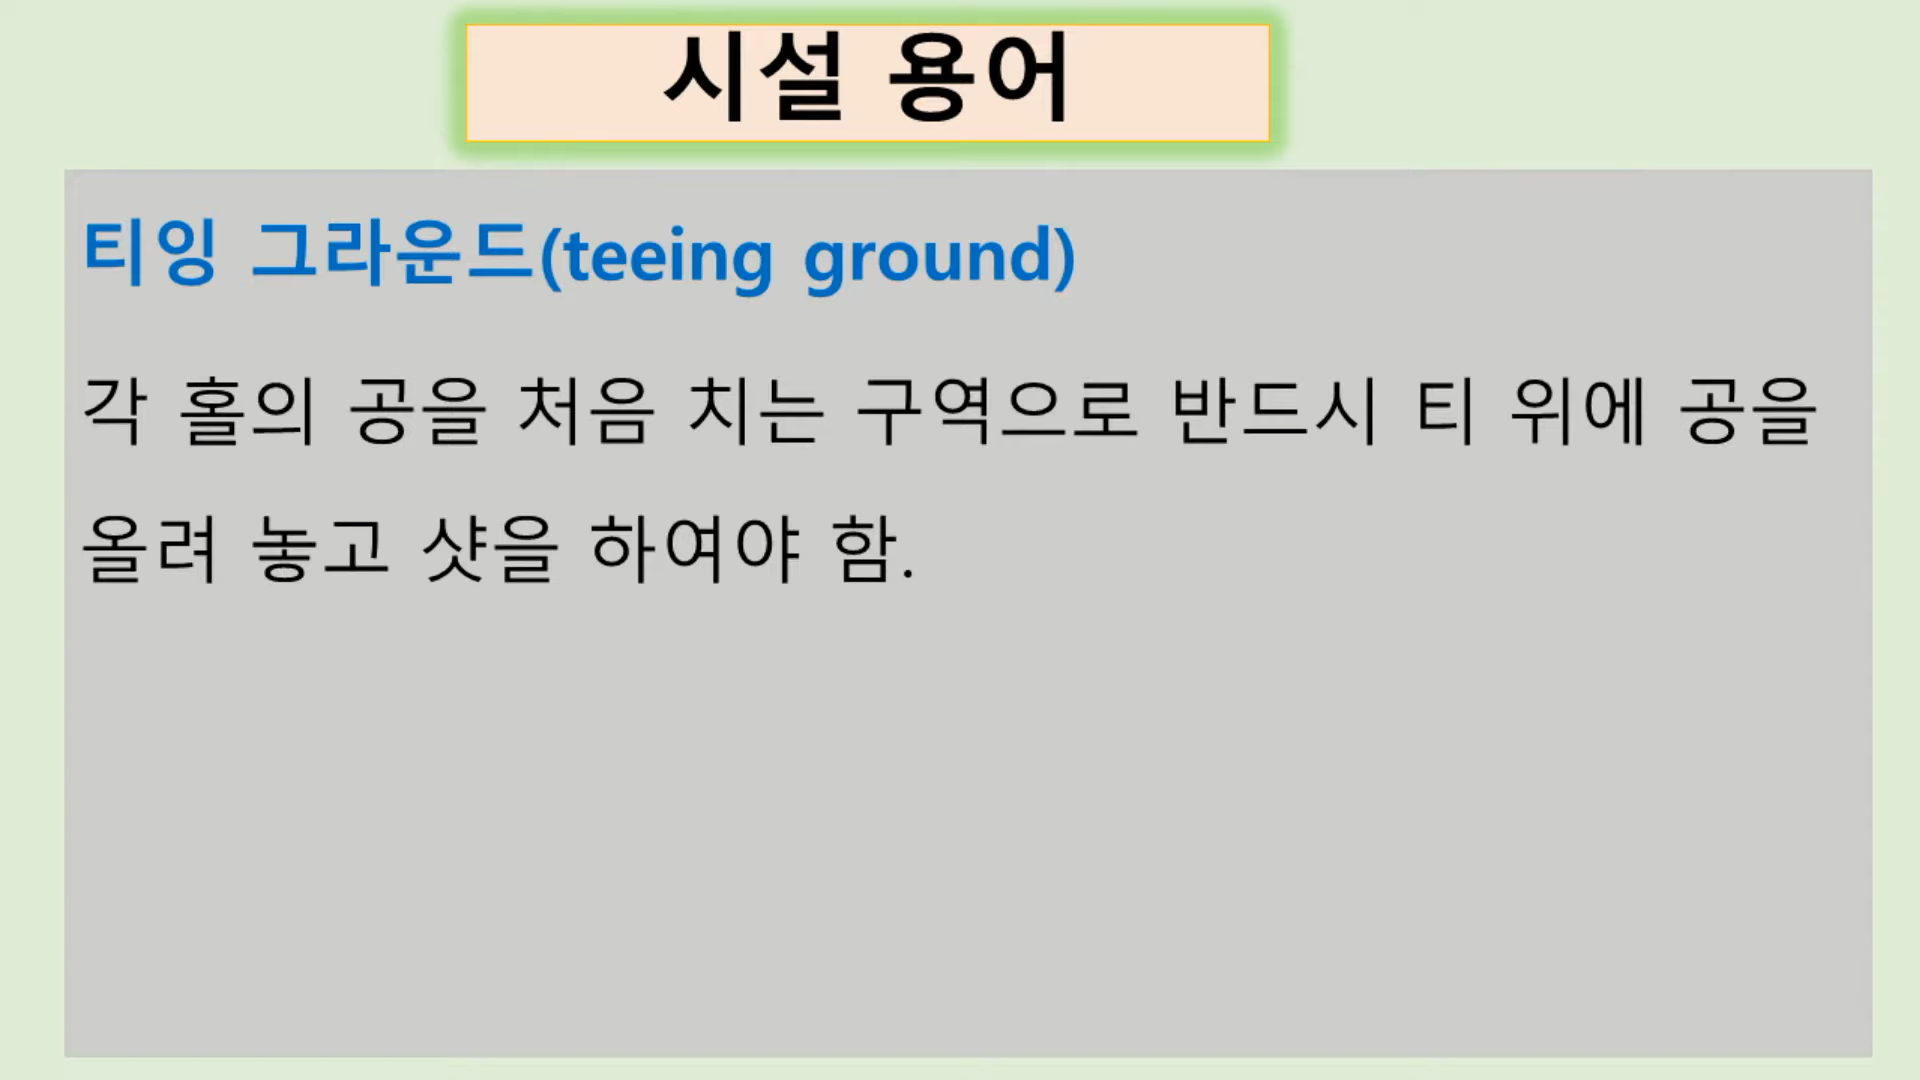 시설 용어
티잉 그라운드(teeing ground)
각 홀의 공을 처음 치는 구역으로 반드시 티 위에 공을
올려 놓고 샷을 하여야 함.